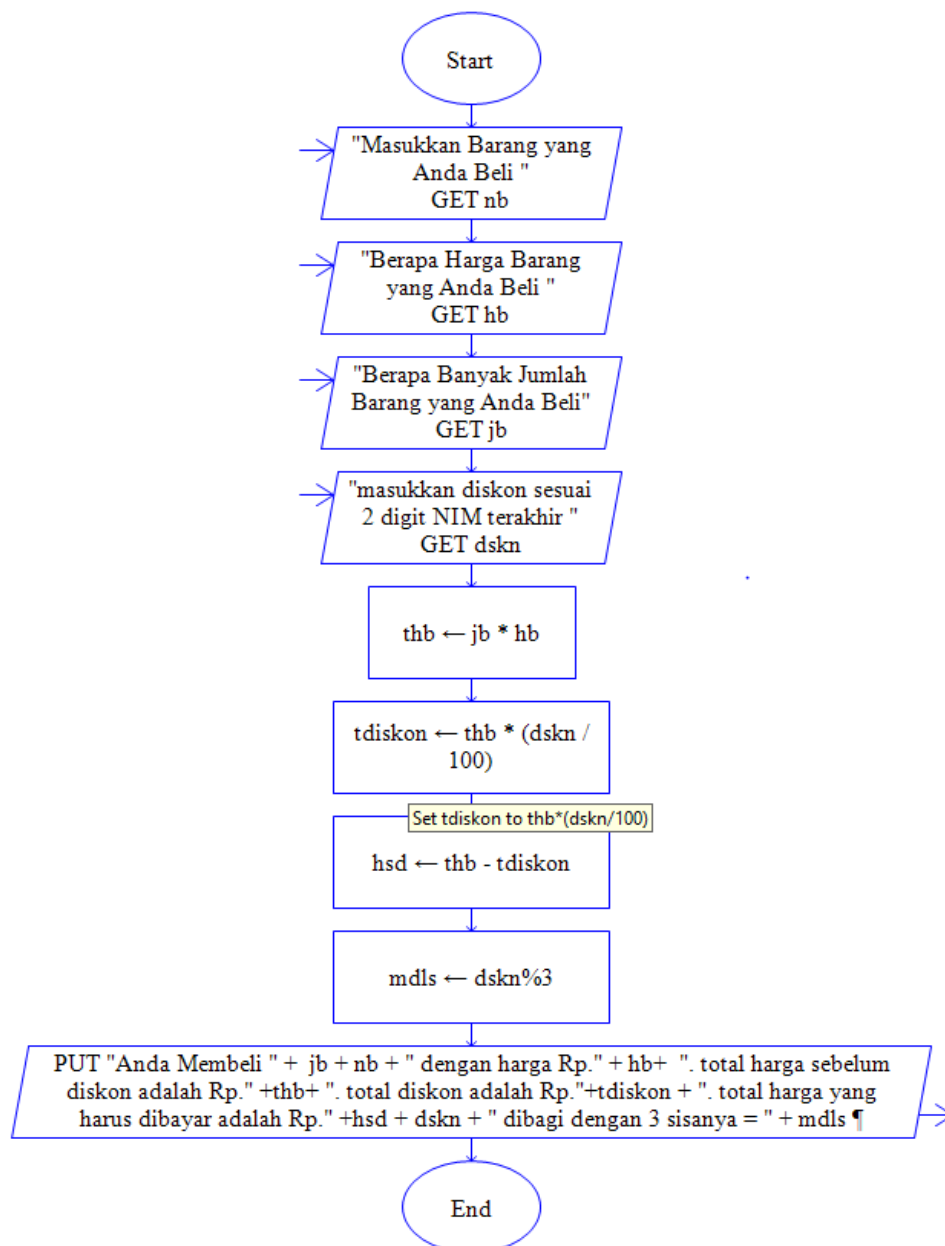 Start
"Masukkan Barang yang
Anda Beli "
GET nb
"Berapa Harga Barang
yang Anda Beli "
GET hb
"Berapa Banyak Jumlah
Barang yang Anda Beli"
GET jb
"masukkan diskon sesuai
2 digit NIM terakhir "
GET dskn
thb ← jb * hb
tdiskon ← thb * (dskn /
100)
Set tdiskon to thb*(dskn/100)
hsd ← thb - tdiskon
mdls ← dskn%3
PUT "Anda Membeli " +  jb + nb + " dengan harga Rp." + hb+  ". total harga sebelum
diskon adalah Rp." +thb+ ". total diskon adalah Rp."+tdiskon + ". total harga yang
harus dibayar adalah Rp." +hsd + dskn + " dibagi dengan 3 sisanya = " + mdls ¶
End